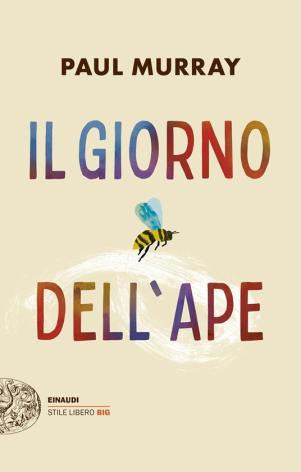 PAUL MURRAY
IL GIORNO
DELL`APE
EINAUDI
STILE LIBERO BIG